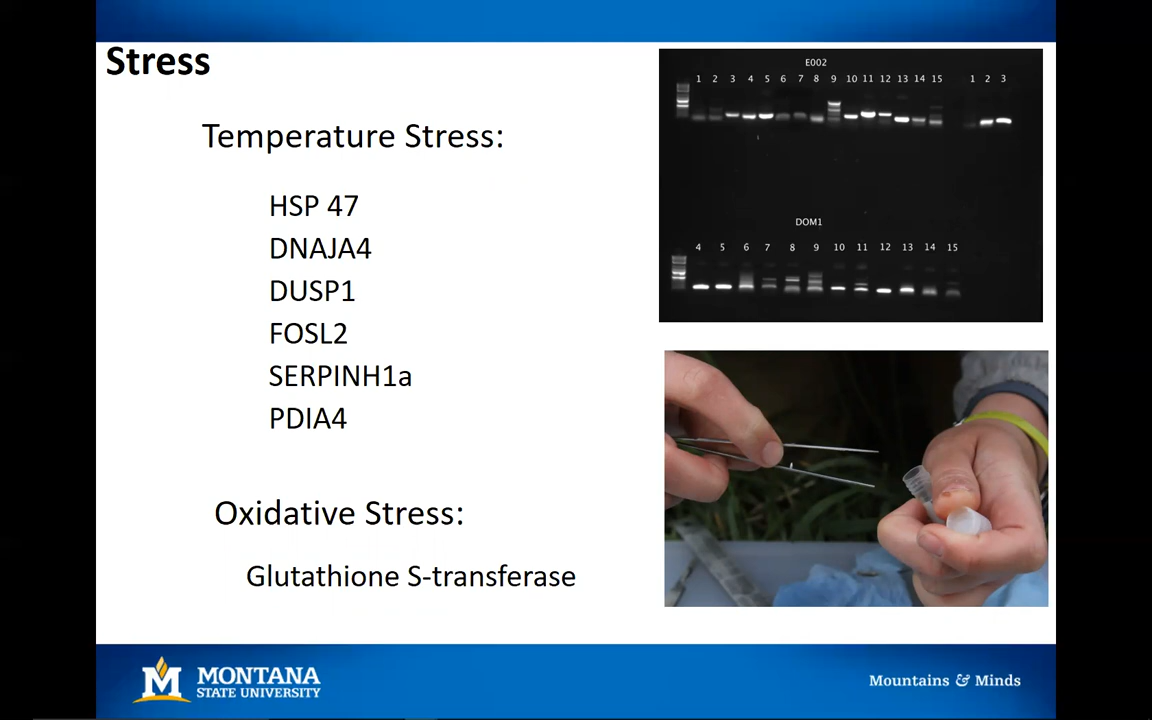 Stress
Temperature Stress:
HSP 47
DNAJA4
DUSP1
FOSL2
SERPINH1a
PDIA4
Oxidative Stress:
Glutathione S-transferase
E002
1 2 3 4 5 6 7 8 9 10 11 12 13 14 15 1 2 3
DOM1
4 5 6 7 8 9 10 11 12 13 14 15
M MONTANA
STATE UNIVERSITY
Mountains & Minds